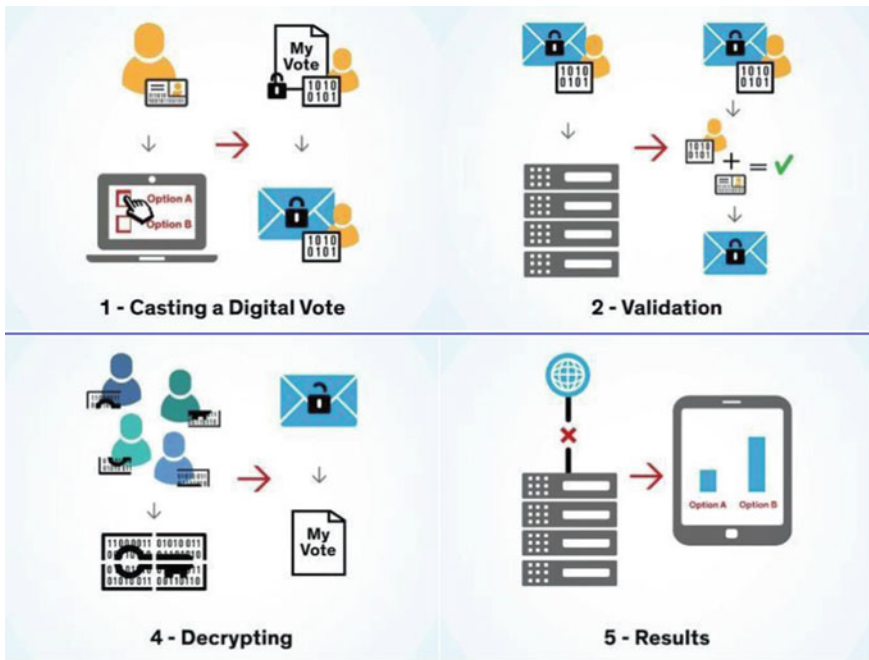 My
Vote
1010
0101
Option A
Option B
1010
0101
1 - Casting a Digital Vote
1010
0101
1010
0101
1010
0101
2 - Validation
My
Vote
4 - Decrypting
Option A Option B
5 - Results